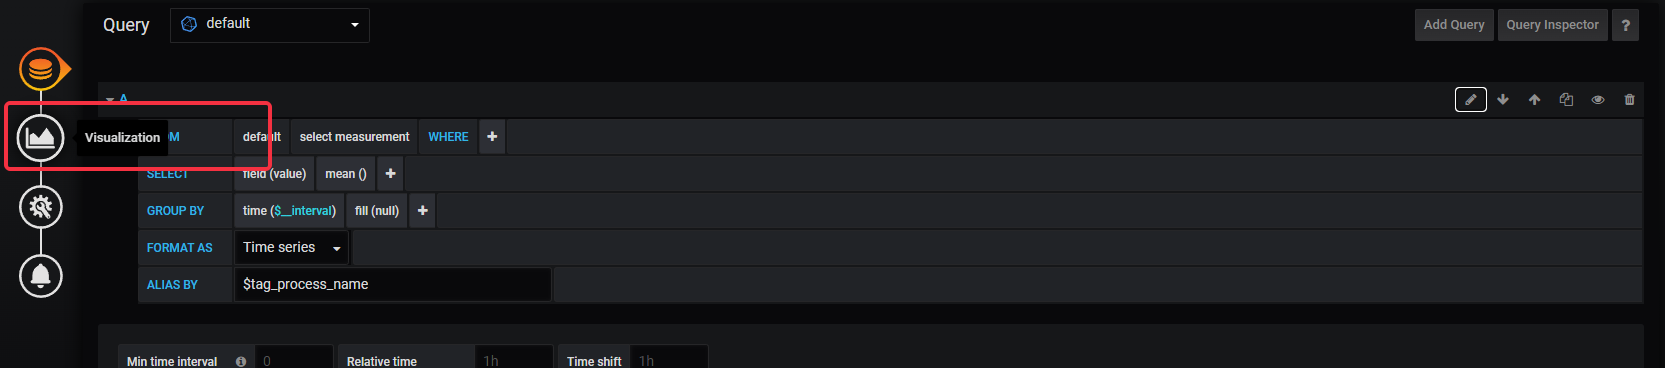 Query default Add Query Query Inspector ?
A
Visualization OM default select measurement WHERE +
SELECT field (value) mean () +
GROUP BY time ($__interval) fill (null) +
FORMAT AS Time series
ALIAS BY $tag_process_name
Min time interval 0 Relative time 1h Time shift 1h